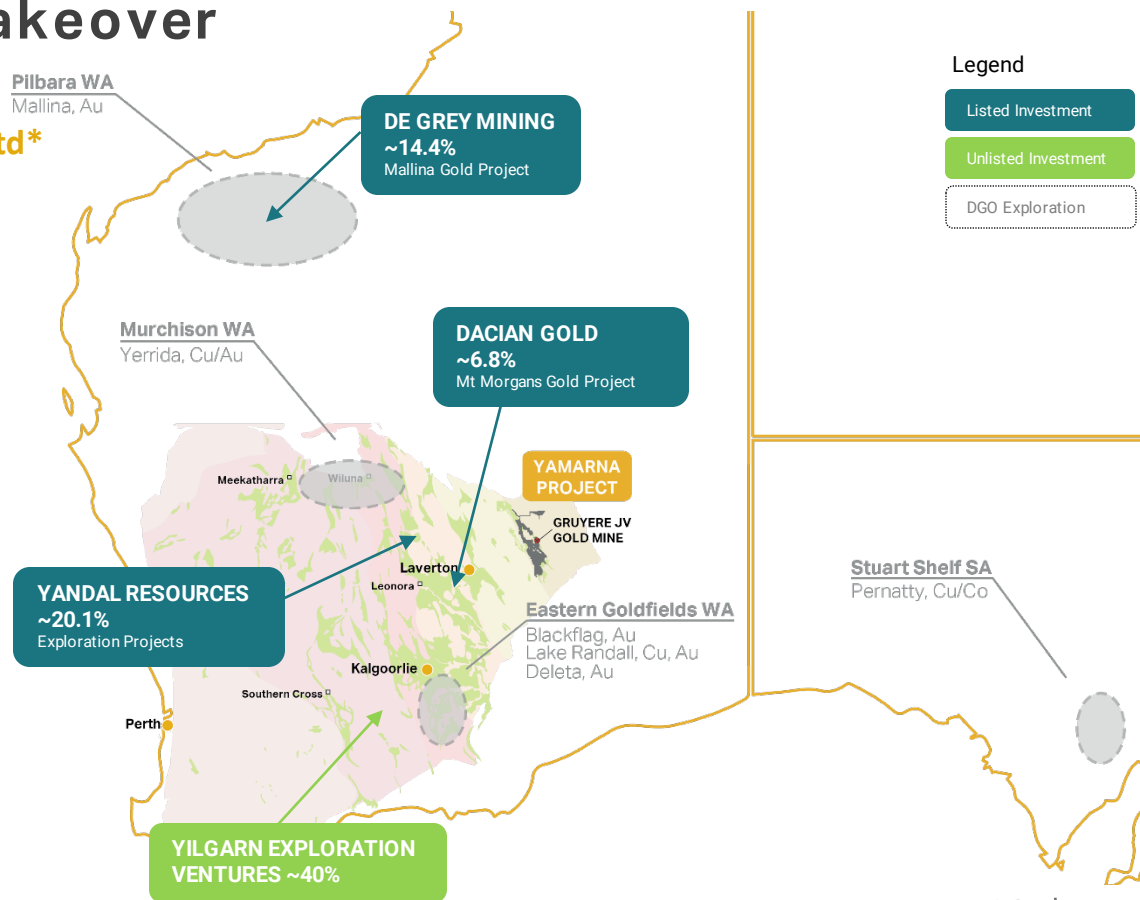 akeover
Pilbara WA
Mallina, Au
td*
DE GREY MINING
~14.4%
Mallina Gold Project
Legend
Listed Investment
Unlisted Investment
DGO Exploration
Murchison WA
Yerrida, Cu/Au
DACIAN GOLD
~6.8%
Mt Morgans Gold Project
Meekatharra
Wiluna
YAMARNA
PROJECT
GRUYERE JV
GOLD MINE
Laverton
Leonora
YANDAL RESOURCES
~20.1%
Exploration Projects
Eastern Goldfields WA
Blackflag, Au
Lake Randall, Cu, Au
Deleta, Au
Stuart Shelf SA
Pernatty, Cu/Co
Kalgoorlie
Southern Cross
Perth
YILGARN EXPLORATION
VENTURES ~40%